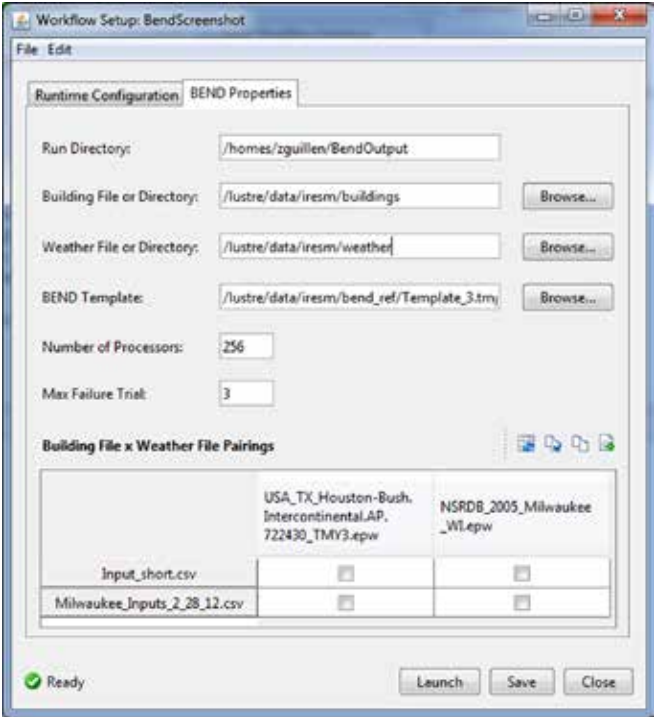 Workflow Setup: BendScreenshot
File Edit
Runtime Configuration BEND Properties
Run Directory: /homes/zguillen/BendOutput
Building File or Directory: /lustre/data/iresm/buildings Browse...
Weather File or Directory: /lustre/data/iresm/weather Browse...
BEND Template: /lustre/data/iresm/bend_ref/Template_3.tmp Browse...
Number of Processors: 256
Max Failure Trial: 3
Building File x Weather File Pairings
USA_TX_Houston-Bush.
Intercontinental.AP.
722430_TMY3.epw
NSRDB_2005_Milwaukee
_WI.epw
Input_short.csv
Milwaukee_Inputs_2_28_12.csv
Ready Launch Save Close